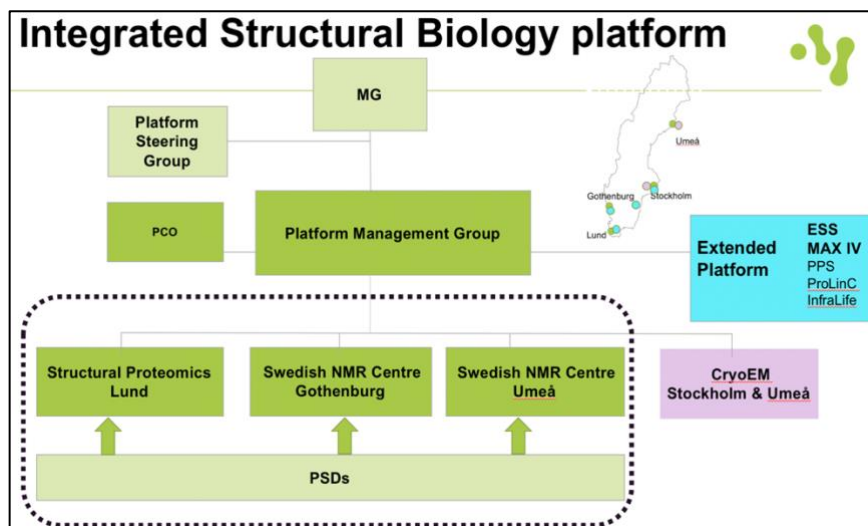 Integrated Structural Biology platform
MG
Platform
Steering
Group
Umeå
Gothenburg
Stockholm
Lund
PCO
Platform Management Group
Extended
Platform
ESS
MAX IV
PPS
ProLinC
InfraLife
Structural Proteomics
Lund
Swedish NMR Centre
Gothenburg
Swedish NMR Centre
Umeå
CryoEM
Stockholm & Umeå
PSDs